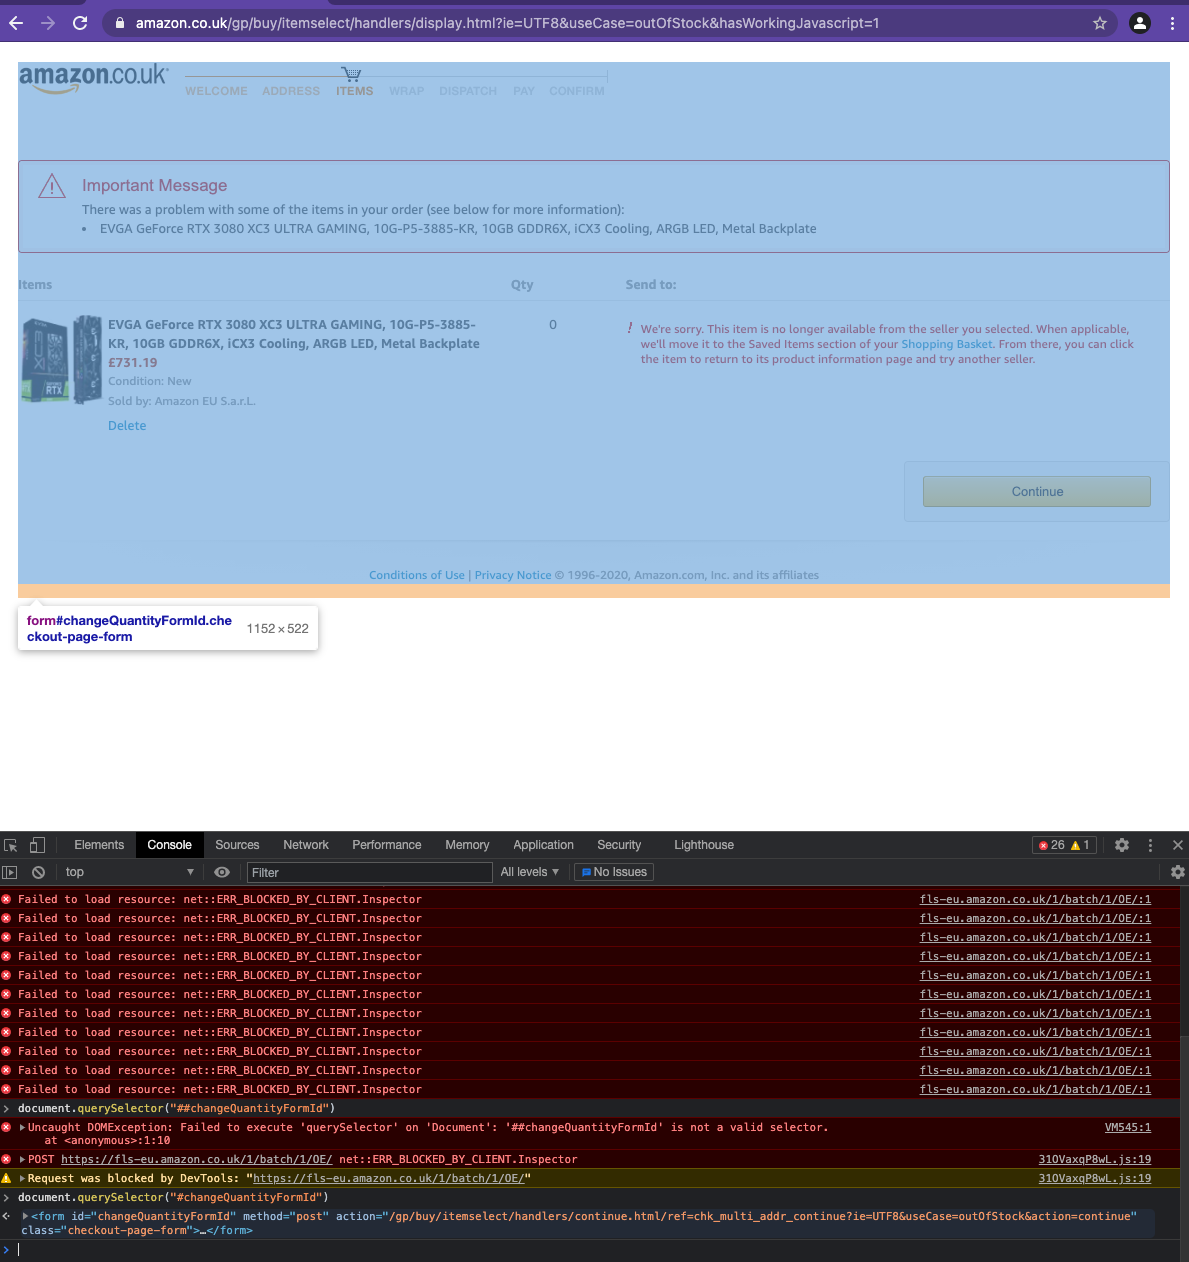 amazon.co.uk/gp/buy/itemselect/handlers/display.html?ie=UTF8&useCase=outOfStock&hasWorkingJavascript=1
amazon.co.uk
WELCOME ADDRESS ITEMS WRAP DISPATCH PAY CONFIRM
Important Message
There was a problem with some of the items in your order (see below for more information):
• EVGA GeForce RTX 3080 XC3 ULTRA GAMING, 10G-P5-3885-KR, 10GB GDDR6X, iCX3 Cooling, ARGB LED, Metal Backplate
Items Qty Send to:
EVGA GeForce RTX 3080 XC3 ULTRA GAMING, 10G-P5-3885-
KR, 10GB GDDR6X, iCX3 Cooling, ARGB LED, Metal Backplate
£731.19
Condition: New
Sold by: Amazon EU S.a.r.L.
Delete
0
! We're sorry. This item is no longer available from the seller you selected. When applicable,
we'll move it to the Saved Items section of your Shopping Basket. From there, you can click
the item to return to its product information page and try another seller.
RTX
Continue
Conditions of Use | Privacy Notice © 1996-2020, Amazon.com, Inc. and its affiliates
form#changeQuantityFormId.che
ckout-page-form
1152 × 522
Elements Console Sources Network Performance Memory Application Security Lighthouse 26 1
top Filter All levels No Issues
Failed to load resource: net::ERR_BLOCKED_BY_CLIENT.Inspector fls-eu.amazon.co.uk/1/batch/1/OE/:1
Failed to load resource: net::ERR_BLOCKED_BY_CLIENT.Inspector fls-eu.amazon.co.uk/1/batch/1/OE/:1
Failed to load resource: net::ERR_BLOCKED_BY_CLIENT.Inspector fls-eu.amazon.co.uk/1/batch/1/OE/:1
Failed to load resource: net::ERR_BLOCKED_BY_CLIENT.Inspector fls-eu.amazon.co.uk/1/batch/1/OE/:1
Failed to load resource: net::ERR_BLOCKED_BY_CLIENT.Inspector fls-eu.amazon.co.uk/1/batch/1/OE/:1
Failed to load resource: net::ERR_BLOCKED_BY_CLIENT.Inspector fls-eu.amazon.co.uk/1/batch/1/OE/:1
Failed to load resource: net::ERR_BLOCKED_BY_CLIENT.Inspector fls-eu.amazon.co.uk/1/batch/1/OE/:1
Failed to load resource: net::ERR_BLOCKED_BY_CLIENT.Inspector fls-eu.amazon.co.uk/1/batch/1/OE/:1
Failed to load resource: net::ERR_BLOCKED_BY_CLIENT.Inspector fls-eu.amazon.co.uk/1/batch/1/OE/:1
Failed to load resource: net::ERR_BLOCKED_BY_CLIENT.Inspector fls-eu.amazon.co.uk/1/batch/1/OE/:1
Failed to load resource: net::ERR_BLOCKED_BY_CLIENT.Inspector fls-eu.amazon.co.uk/1/batch/1/OE/:1
document.querySelector("##changeQuantityFormId")
Uncaught DOMException: Failed to execute 'querySelector' on 'Document': '##changeQuantityFormId' is not a valid selector. VM545:1
at <anonymous>:1:10
POST https://fls-eu.amazon.co.uk/1/batch/1/OE/ net::ERR_BLOCKED_BY_CLIENT.Inspector 31OVaxqP8wL.js:19
Request was blocked by DevTools: "https://fls-eu.amazon.co.uk/1/batch/1/OE/" 31OVaxqP8wL.js:19
document.querySelector("#changeQuantityFormId")
<form id="changeQuantityFormId" method="post" action="/gp/buy/itemselect/handlers/continue.html/ref=chk_multi_addr_continue?ie=UTF8&useCase=outOfStock&action=continue"
class="checkout-page-form">…</form>